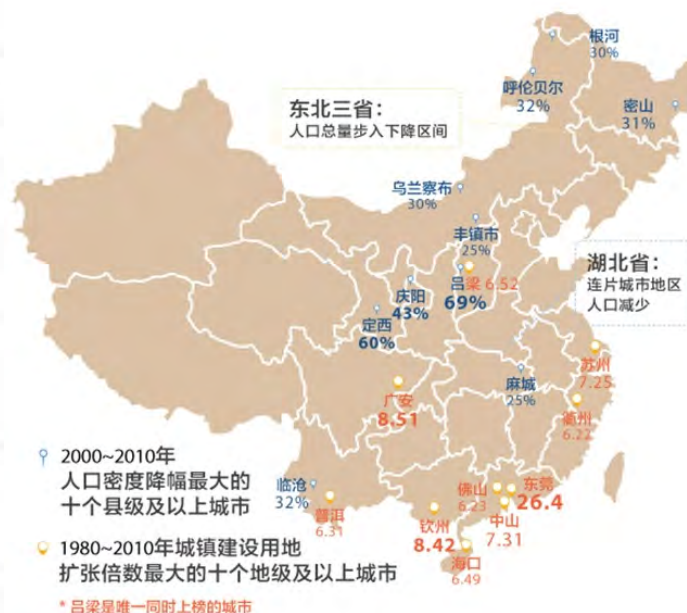 根河
30%
呼伦贝尔
32%
密山
31%
东北三省：
人口总量步入下降区间
乌兰察布
30%
丰镇市
25%
湖北省：
连片城市地区
人口减少
吕梁 6.52
69%
庆阳
43%
定西
60%
苏州
7.25
麻城
25%
广安
8.51
衢州
6.22
2000~2010年
人口密度降幅最大的
十个县级及以上城市
临沧
32%
普洱
6.31
佛山
6.23
东莞
26.4
中山
7.31
钦州
8.42
海口
6.49
1980~2010年城镇建设用地
扩张倍数最大的十个地级及以上城市
* 吕梁是唯一同时上榜的城市